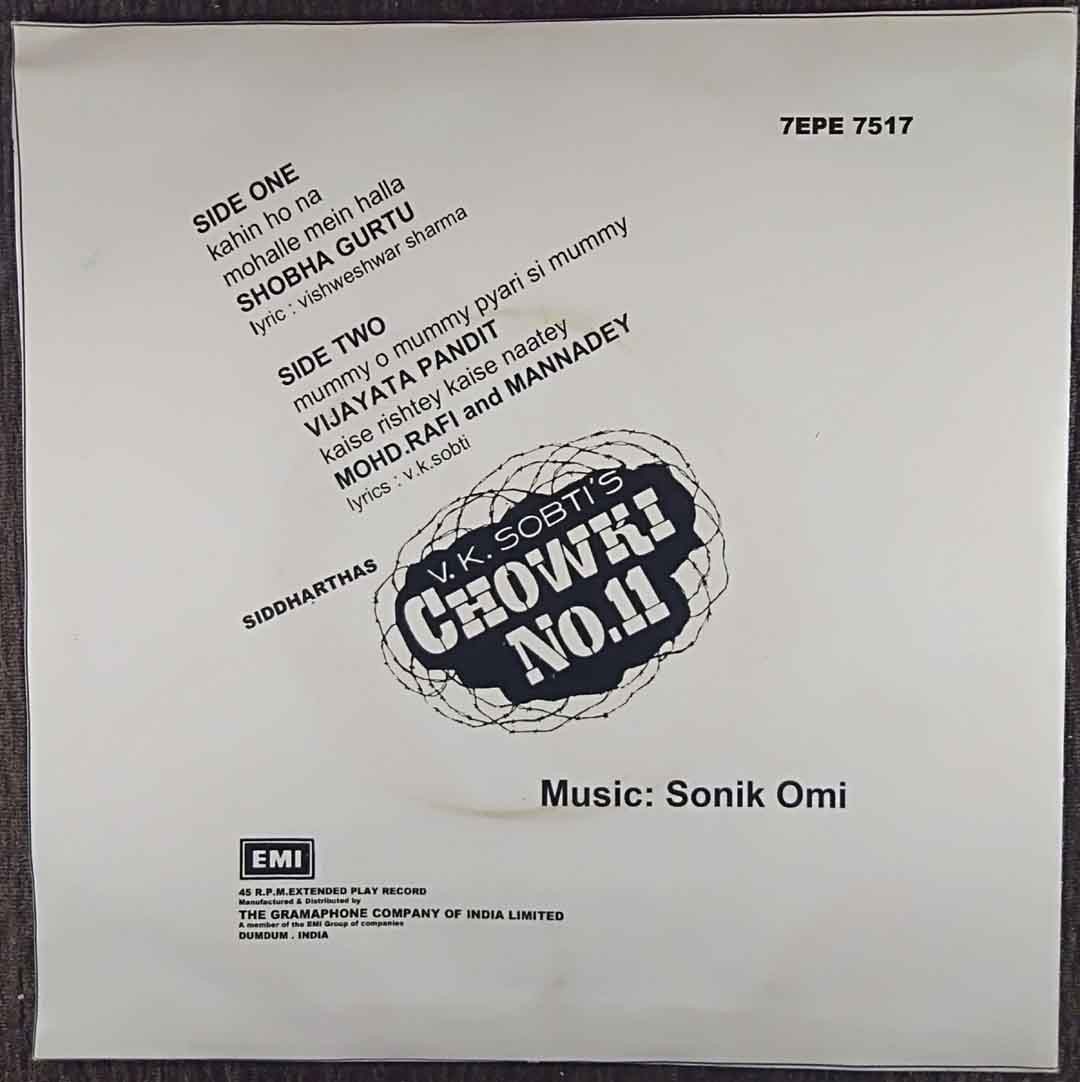 7EPE 7517
SIDE ONE
kahin ho na
mohalle mein halla
SHOBHA GURTU
lyric : vishweshwar sharma
SIDE TWO
mummy o mummy pyari si mummy
VIJAYATA PANDIT
kaise rishtey kaise naatey
MOHD.RAFI and MANNADEY
lyrics : v.k.sobti
SIDDHARTHAS
V. K. SOBTI'S
CHOWKI
NO.11
Music: Sonik Omi
EMI
45 R.P.M.EXTENDED PLAY RECORD
Manufactured & Distributed by
THE GRAMAPHONE COMPANY OF INDIA LIMITED
A member of the EMI Group of companies
DUMDUM . INDIA